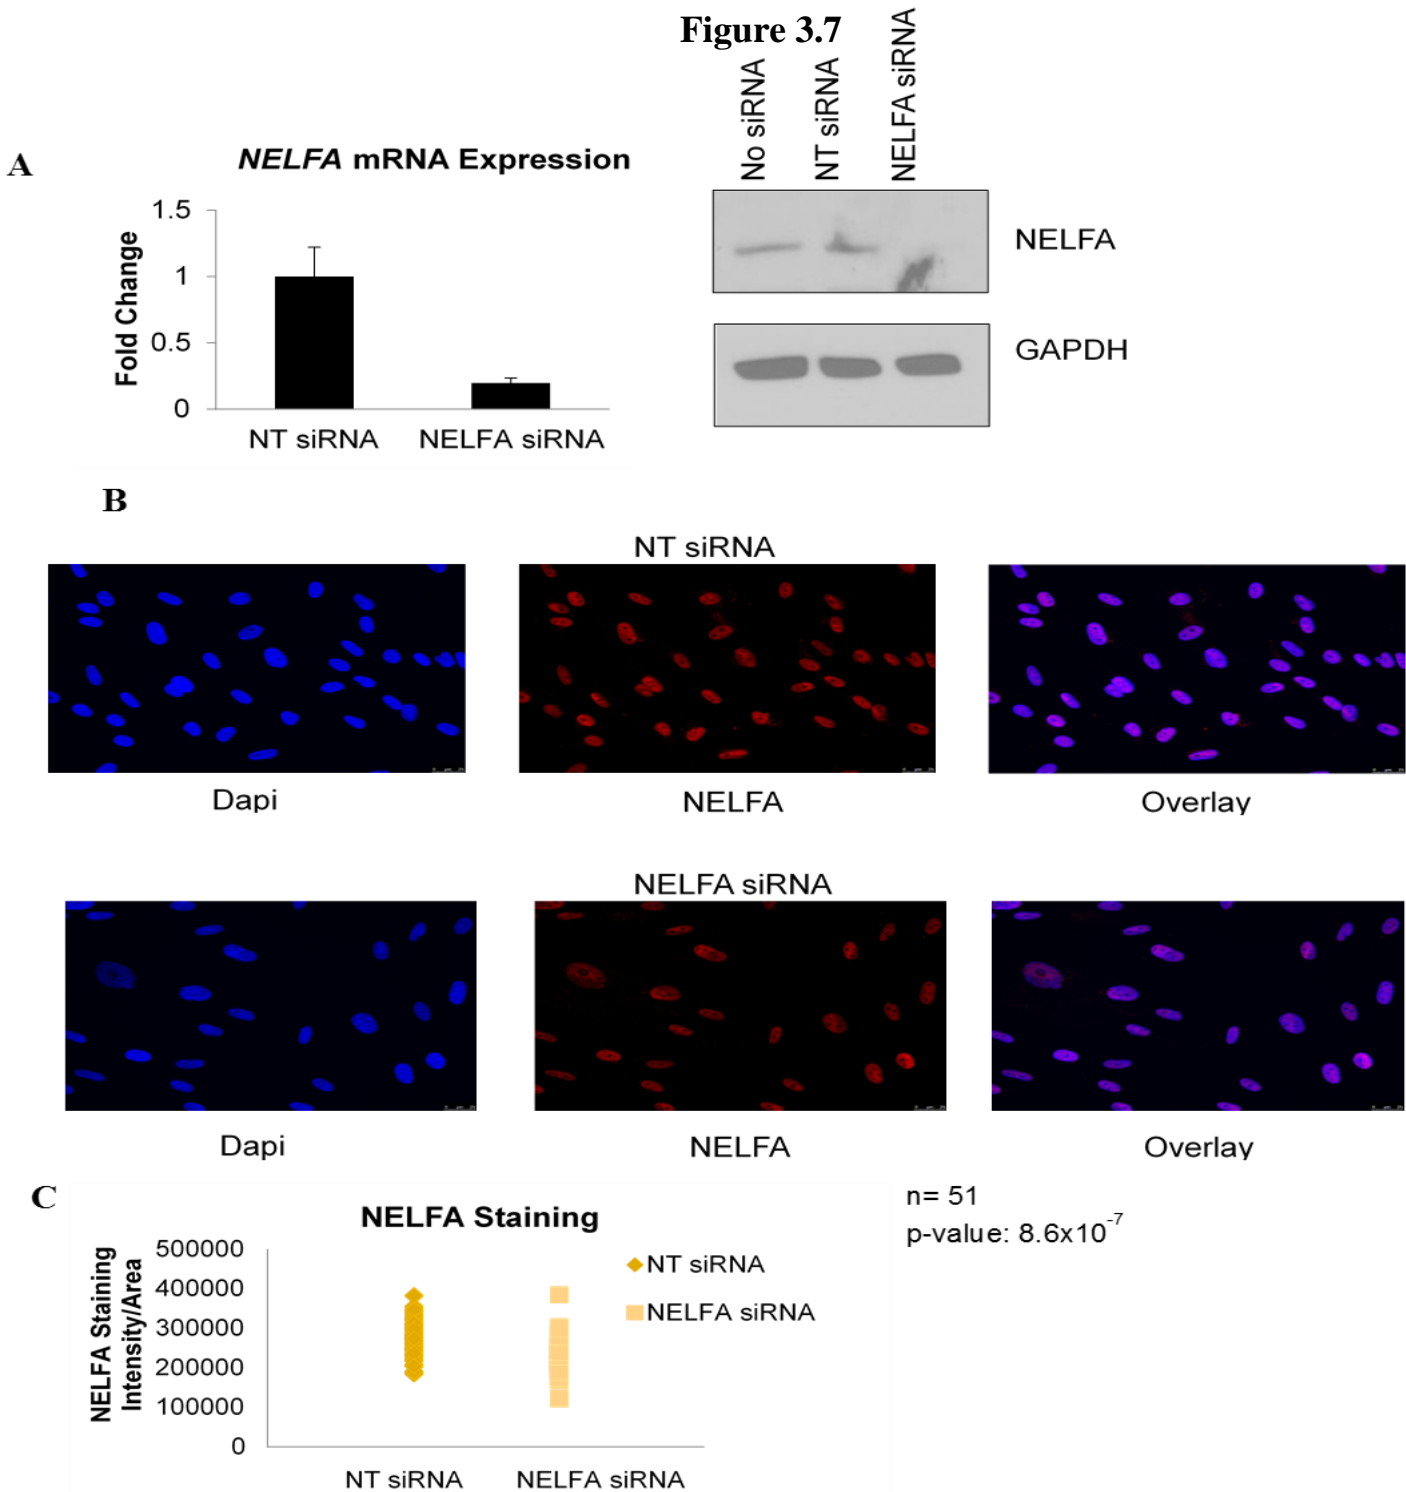 Figure 3.7
A
NELFA mRNA Expression
Fold Change
1.5
1
0.5
0
NT siRNA
NELFA siRNA
No siRNA
NT siRNA
NELFA siRNA
NELFA
GAPDH
B
NT siRNA
Dapi
NELFA
Overlay
NELFA siRNA
Dapi
NELFA
Overlay
C
NELFA Staining
NELFA Staining
Intensity/Area
500000
400000
300000
200000
100000
0
NT siRNA
NELFA siRNA
NT siRNA
NELFA siRNA
n= 51
p-value: 8.6x10⁻⁷